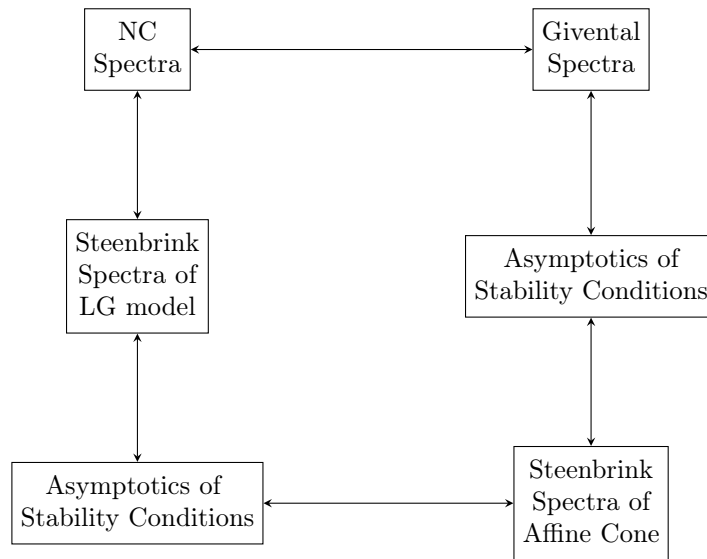 NC
Spectra
Givental
Spectra
Steenbrink
Spectra of
LG model
Asymptotics of
Stability Conditions
Asymptotics of
Stability Conditions
Steenbrink
Spectra of
Affine Cone